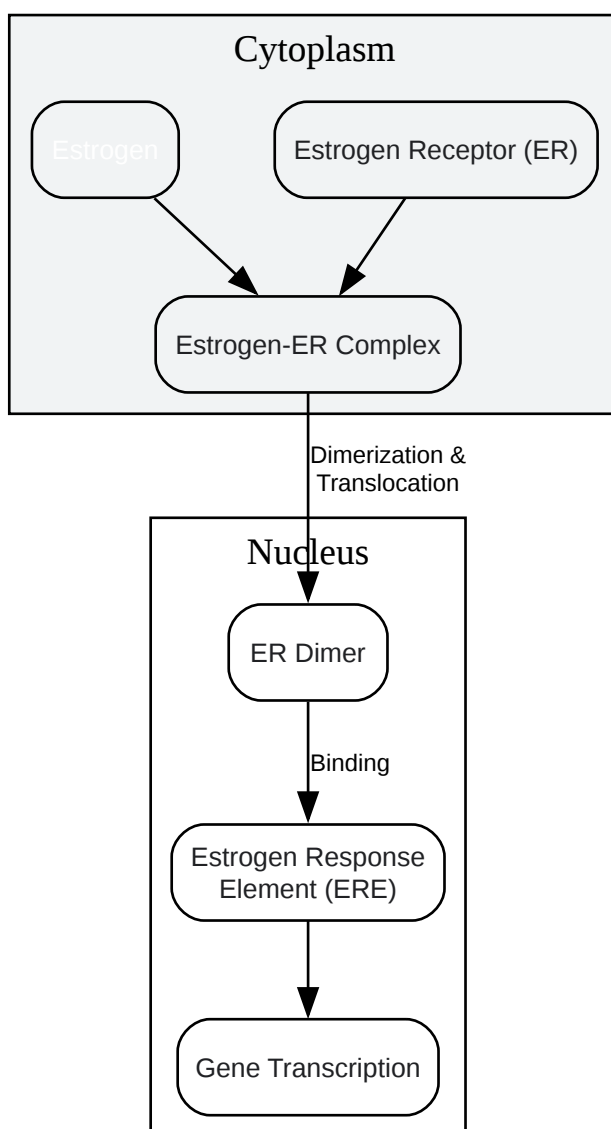 Cytoplasm
Estrogen
Estrogen Receptor (ER)
Estrogen-ER Complex
Dimerization &
Translocation
Nucleus
ER Dimer
Binding
Estrogen Response
Element (ERE)
Gene Transcription